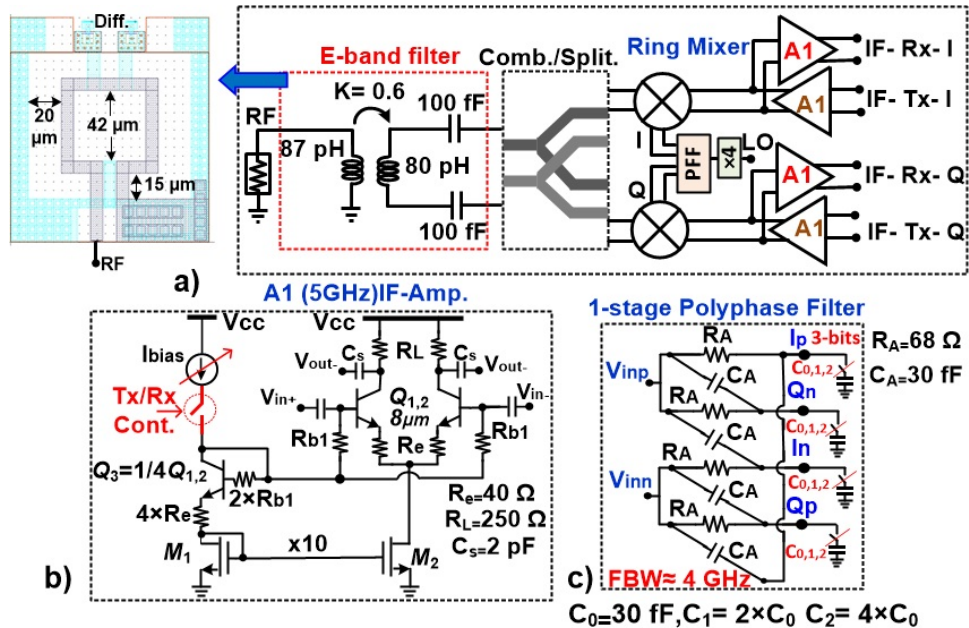 Diff.
20
µm
42 µm
15 µm
RF
a)
E-band filter
K= 0.6
100 fF
RF
87 pH
80 pH
100 fF
Comb./Split.
Ring Mixer
I
Q
PFF
×4
LO
A1
IF- Rx- I
A1
IF- Tx- I
A1
IF- Rx- Q
A1
IF- Tx- Q
A1 (5GHz)IF-Amp.
Vcc
Vcc
Ibias
Tx/Rx
Cont.
RL
Cs
Cs
Vout-
Vout-
Vin+
Vin-
Q1,2
8µm
Rb1
Re
Rb1
Q3=1/4Q1,2
2×Rb1
4×Re
Re=40 Ω
RL=250 Ω
Cs=2 pF
M1
x10
M2
b)
1-stage Polyphase Filter
RA
Ip 3-bits
RA=68 Ω
CA=30 fF
Vinp
CA
C0,1,2
Qn
RA
CA
C0,1,2
In
Vinn
RA
CA
C0,1,2
Qp
RA
CA
C0,1,2
c)
FBW≈ 4 GHz
C0=30 fF,C1= 2×C0 C2= 4×C0